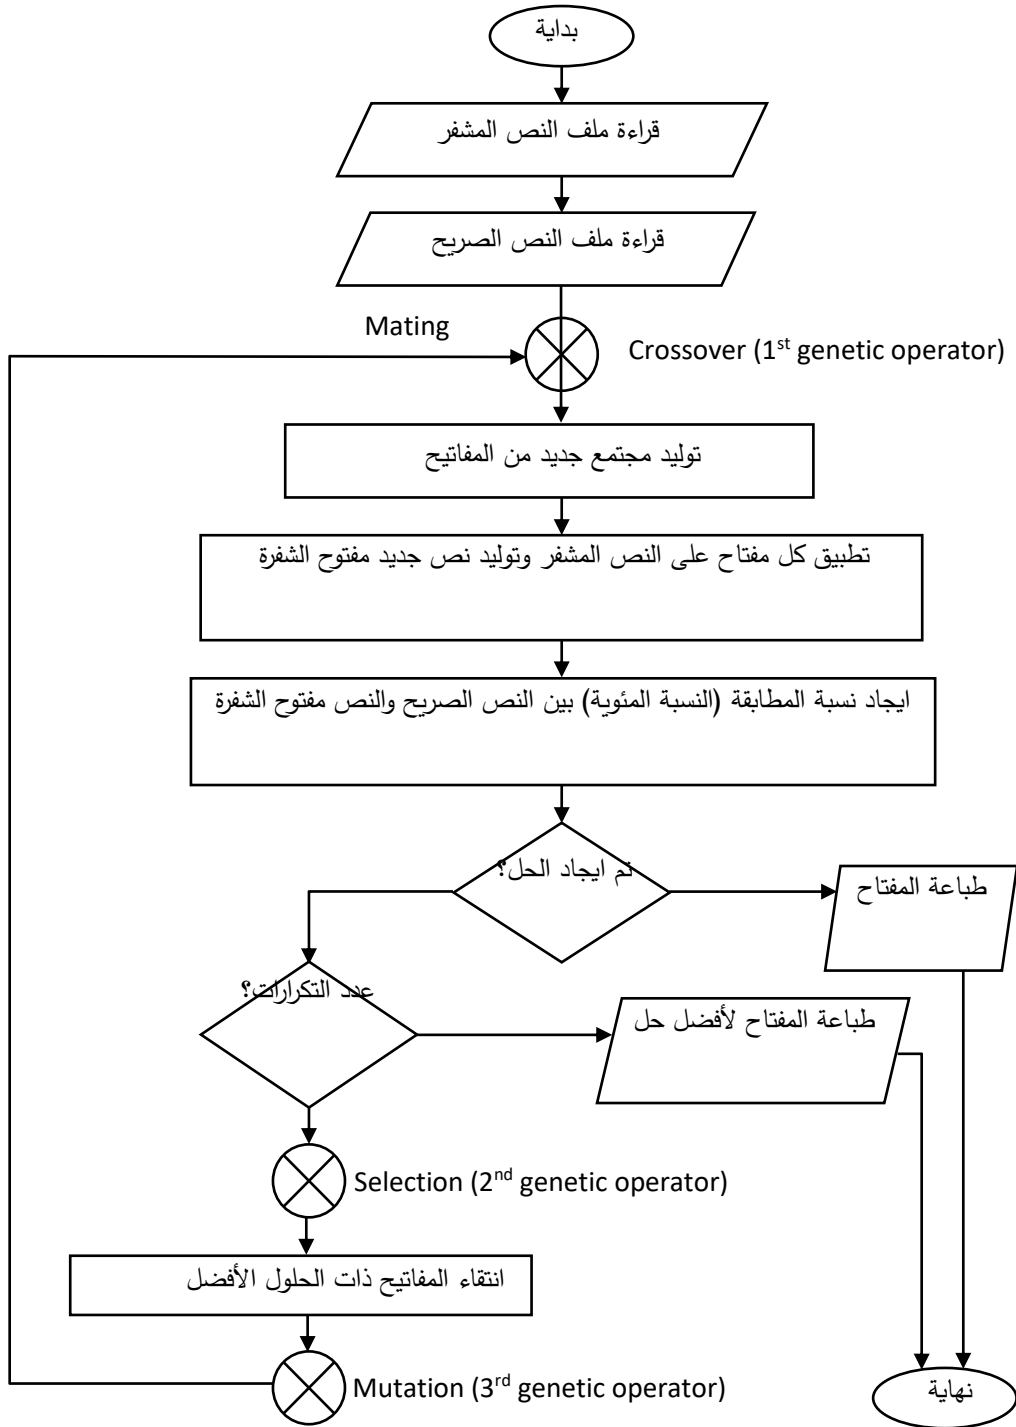 بداية
قراءة ملف النص المشفر
قراءة ملف النص الصريح
Mating
Crossover (1st genetic operator)
توليد مجتمع جديد من المفاتيح
تطبيق كل مفتاح على النص المشفر وتوليد نص جديد مفتوح الشفرة
ايجاد نسبة المطابقة (النسبة المئوية) بين النص الصريح والنص مفتوح الشفرة
تم ايجاد الحل؟
طباعة المفتاح
عدد التكرارات؟
طباعة المفتاح لأفضل حل
Selection (2nd genetic operator)
انتقاء المفاتيح ذات الحلول الأفضل
Mutation (3rd genetic operator)
نهاية